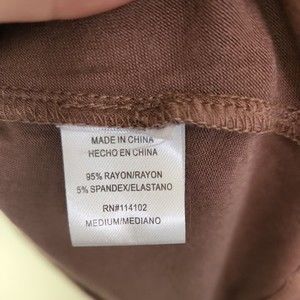 MADE IN CHINA
HECHO EN CHINA
95% RAYON/RAYON
5% SPANDEX/ELASTANO
RN#114102
MEDIUM/MEDIANO